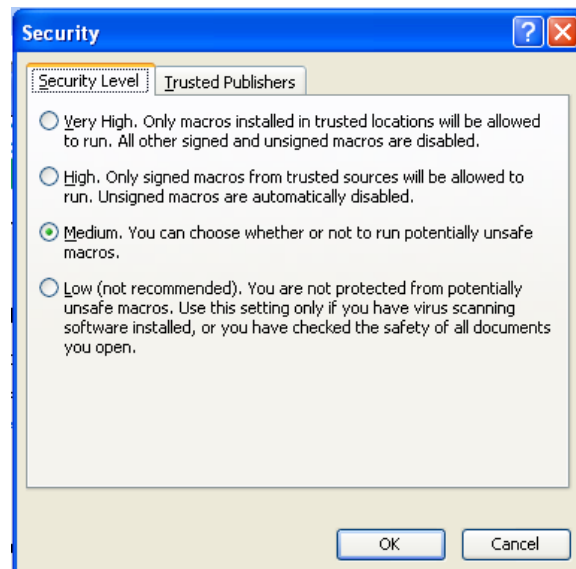 Security
Security Level Trusted Publishers
Very High. Only macros installed in trusted locations will be allowed
to run. All other signed and unsigned macros are disabled.
High. Only signed macros from trusted sources will be allowed to
run. Unsigned macros are automatically disabled.
Medium. You can choose whether or not to run potentially unsafe
macros.
Low (not recommended). You are not protected from potentially
unsafe macros. Use this setting only if you have virus scanning
software installed, or you have checked the safety of all documents
you open.
OK Cancel